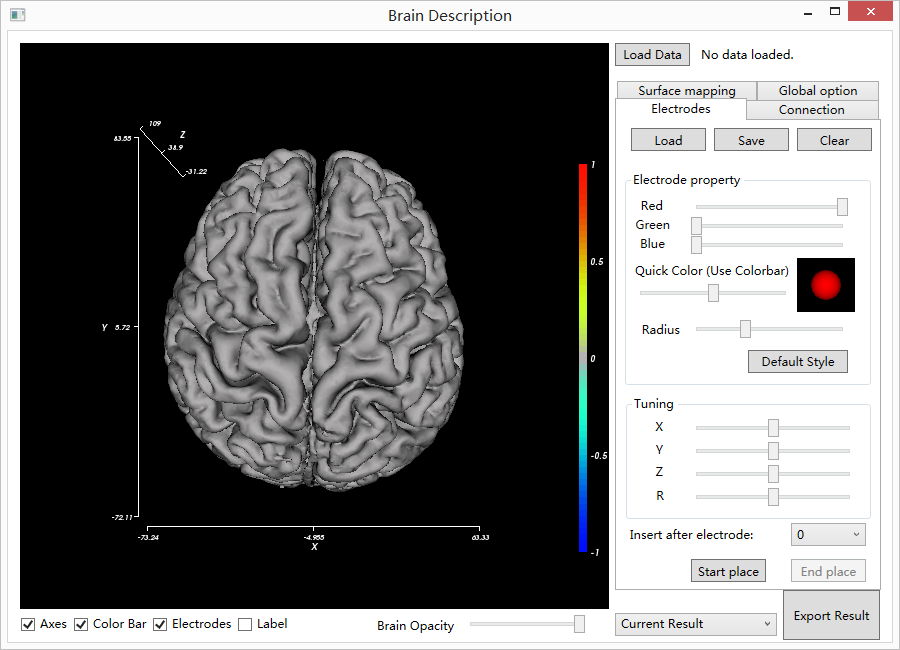 Brain Description
Load Data No data loaded.
Surface mapping Global option
Electrodes Connection
Load Save Clear
Electrode property
Red
Green
Blue
Quick Color (Use Colorbar)
Radius
Default Style
Tuning
X
Y
Z
R
Insert after electrode: 0
Start place End place
Current Result Export Result
109
Z
83.55
38.9
-31.22
Y 5.72
-72.11
-73.24 -4.955 63.33
X
1
0.5
0
-0.5
-1
Axes Color Bar Electrodes Label Brain Opacity